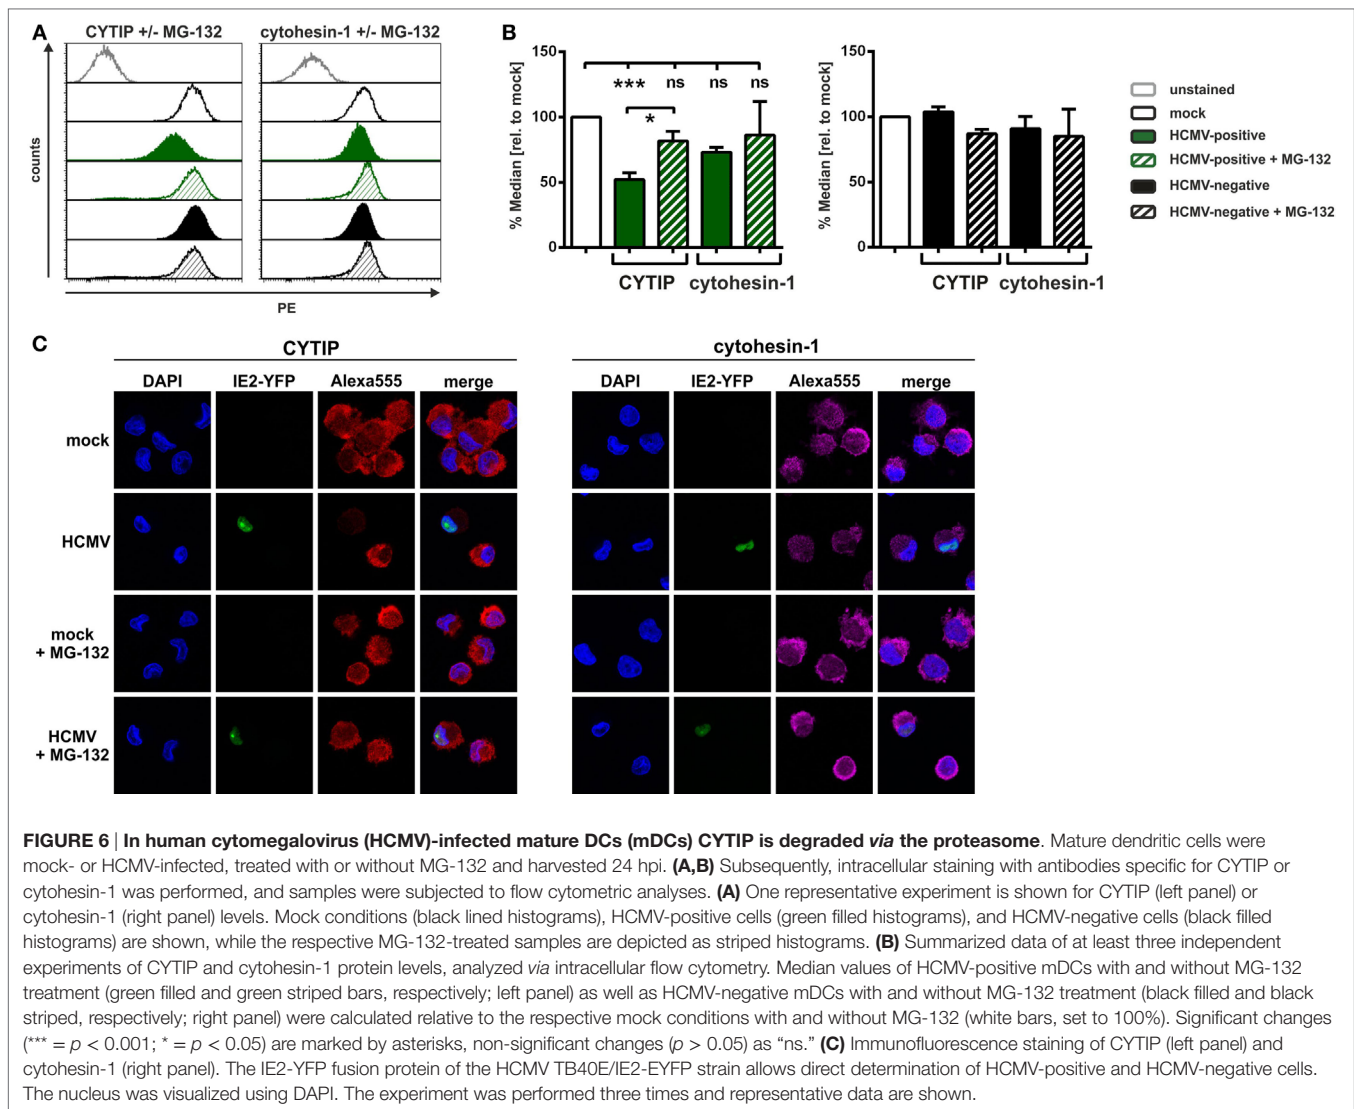 A
CYTIP +/- MG-132
cytohesin-1 +/- MG-132
counts
PE
B
% Median [rel. to mock]
150
100
50
0
*** ns ns ns
*
CYTIP cytohesin-1
% Median [rel. to mock]
150
100
50
0
CYTIP cytohesin-1
unstained
mock
HCMV-positive
HCMV-positive + MG-132
HCMV-negative
HCMV-negative + MG-132
C
CYTIP
cytohesin-1
DAPI IE2-YFP Alexa555 merge
DAPI IE2-YFP Alexa555 merge
mock
HCMV
mock
+ MG-132
HCMV
+ MG-132
FIGURE 6 | In human cytomegalovirus (HCMV)-infected mature DCs (mDCs) CYTIP is degraded via the proteasome. Mature dendritic cells were
mock- or HCMV-infected, treated with or without MG-132 and harvested 24 hpi. (A,B) Subsequently, intracellular staining with antibodies specific for CYTIP or
cytohesin-1 was performed, and samples were subjected to flow cytometric analyses. (A) One representative experiment is shown for CYTIP (left panel) or
cytohesin-1 (right panel) levels. Mock conditions (black lined histograms), HCMV-positive cells (green filled histograms), and HCMV-negative cells (black filled
histograms) are shown, while the respective MG-132-treated samples are depicted as striped histograms. (B) Summarized data of at least three independent
experiments of CYTIP and cytohesin-1 protein levels, analyzed via intracellular flow cytometry. Median values of HCMV-positive mDCs with and without MG-132
treatment (green filled and green striped bars, respectively; left panel) as well as HCMV-negative mDCs with and without MG-132 treatment (black filled and black
striped, respectively; right panel) were calculated relative to the respective mock conditions with and without MG-132 (white bars, set to 100%). Significant changes
(*** = p < 0.001; * = p < 0.05) are marked by asterisks, non-significant changes (p > 0.05) as “ns.” (C) Immunofluorescence staining of CYTIP (left panel) and
cytohesin-1 (right panel). The IE2-YFP fusion protein of the HCMV TB40E/IE2-EYFP strain allows direct determination of HCMV-positive and HCMV-negative cells.
The nucleus was visualized using DAPI. The experiment was performed three times and representative data are shown.